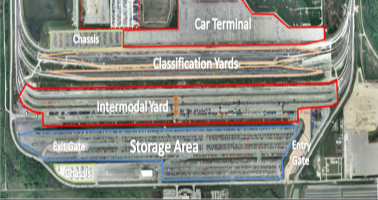 Car Terminal
Chassis
Classification Yards
Intermodal Yard
Exit Gate
Storage Area
Entry
Gate
Chassis